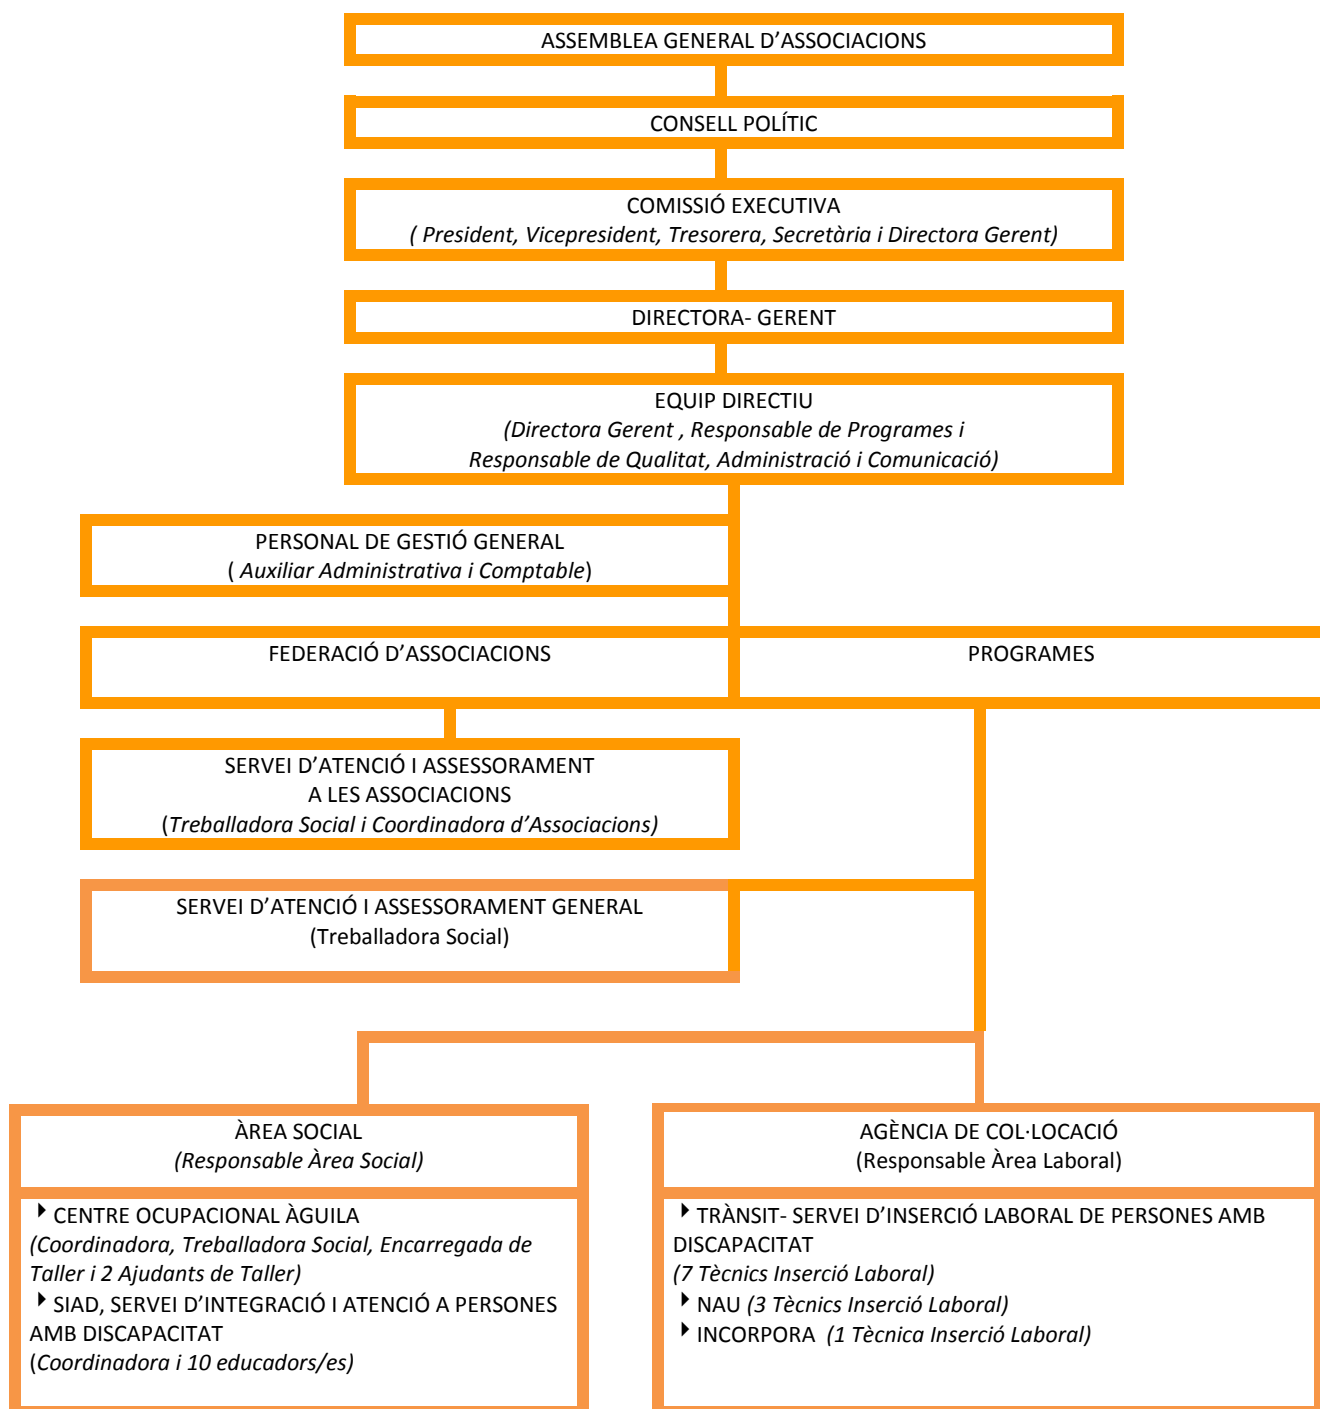 ASSEMBLEA GENERAL D’ASSOCIACIONS
CONSELL POLÍTIC
COMISSIÓ EXECUTIVA
( President, Vicepresident, Tresorera, Secretària i Directora Gerent)
DIRECTORA- GERENT
EQUIP DIRECTIU
(Directora Gerent , Responsable de Programes i
Responsable de Qualitat, Administració i Comunicació)
PERSONAL DE GESTIÓ GENERAL
( Auxiliar Administrativa i Comptable)
FEDERACIÓ D’ASSOCIACIONS
PROGRAMES
SERVEI D’ATENCIÓ I ASSESSORAMENT
A LES ASSOCIACIONS
(Treballadora Social i Coordinadora d’Associacions)
SERVEI D’ATENCIÓ I ASSESSORAMENT GENERAL
(Treballadora Social)
ÀREA SOCIAL
(Responsable Àrea Social)
CENTRE OCUPACIONAL ÀGUILA
(Coordinadora, Treballadora Social, Encarregada de
Taller i 2 Ajudants de Taller)
SIAD, SERVEI D’INTEGRACIÓ I ATENCIÓ A PERSONES
AMB DISCAPACITAT
(Coordinadora i 10 educadors/es)
AGÈNCIA DE COL·LOCACIÓ
(Responsable Àrea Laboral)
TRÀNSIT- SERVEI D’INSERCIÓ LABORAL DE PERSONES AMB
DISCAPACITAT
(7 Tècnics Inserció Laboral)
NAU (3 Tècnics Inserció Laboral)
INCORPORA (1 Tècnica Inserció Laboral)